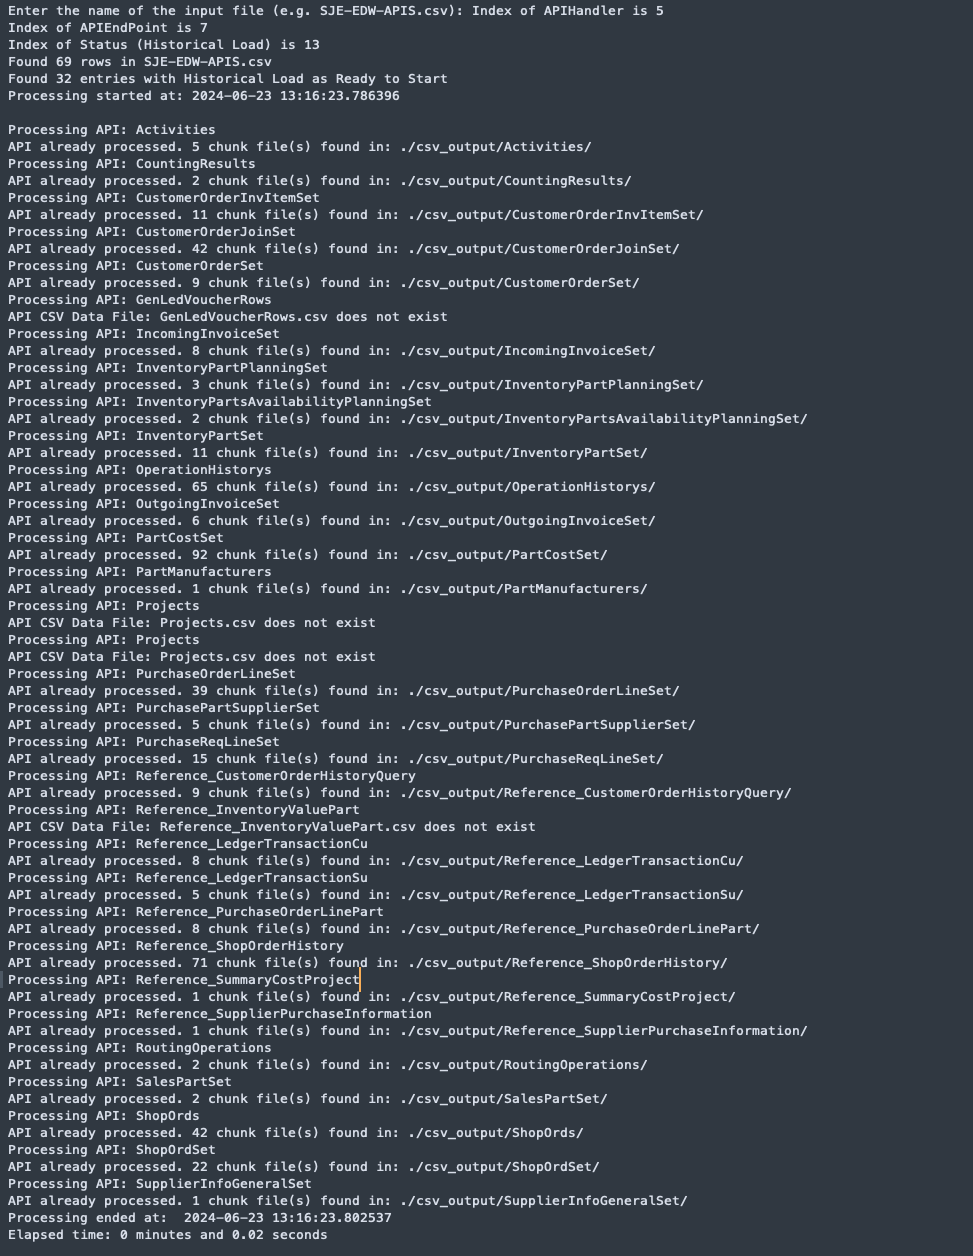 Enter the name of the input file (e.g. SJE-EDW-APIS.csv): Index of APIHandler is 5
Index of APIEndPoint is 7
Index of Status (Historical Load) is 13
Found 69 rows in SJE-EDW-APIS.csv
Found 32 entries with Historical Load as Ready to Start
Processing started at: 2024-06-23 13:16:23.786396

Processing API: Activities
API already processed. 5 chunk file(s) found in: ./csv_output/Activities/
Processing API: CountingResults
API already processed. 2 chunk file(s) found in: ./csv_output/CountingResults/
Processing API: CustomerOrderInvItemSet
API already processed. 11 chunk file(s) found in: ./csv_output/CustomerOrderInvItemSet/
Processing API: CustomerOrderJoinSet
API already processed. 42 chunk file(s) found in: ./csv_output/CustomerOrderJoinSet/
Processing API: CustomerOrderSet
API already processed. 9 chunk file(s) found in: ./csv_output/CustomerOrderSet/
Processing API: GenLedVoucherRows
API CSV Data File: GenLedVoucherRows.csv does not exist
Processing API: IncomingInvoiceSet
API already processed. 8 chunk file(s) found in: ./csv_output/IncomingInvoiceSet/
Processing API: InventoryPartPlanningSet
API already processed. 3 chunk file(s) found in: ./csv_output/InventoryPartPlanningSet/
Processing API: InventoryPartsAvailabilityPlanningSet
API already processed. 2 chunk file(s) found in: ./csv_output/InventoryPartsAvailabilityPlanningSet/
Processing API: InventoryPartSet
API already processed. 11 chunk file(s) found in: ./csv_output/InventoryPartSet/
Processing API: OperationHistorys
API already processed. 65 chunk file(s) found in: ./csv_output/OperationHistorys/
Processing API: OutgoingInvoiceSet
API already processed. 6 chunk file(s) found in: ./csv_output/OutgoingInvoiceSet/
Processing API: PartCostSet
API already processed. 92 chunk file(s) found in: ./csv_output/PartCostSet/
Processing API: PartManufacturers
API already processed. 1 chunk file(s) found in: ./csv_output/PartManufacturers/
Processing API: Projects
API CSV Data File: Projects.csv does not exist
Processing API: Projects
API CSV Data File: Projects.csv does not exist
Processing API: PurchaseOrderLineSet
API already processed. 39 chunk file(s) found in: ./csv_output/PurchaseOrderLineSet/
Processing API: PurchasePartSupplierSet
API already processed. 5 chunk file(s) found in: ./csv_output/PurchasePartSupplierSet/
Processing API: PurchaseReqLineSet
API already processed. 15 chunk file(s) found in: ./csv_output/PurchaseReqLineSet/
Processing API: Reference_CustomerOrderHistoryQuery
API already processed. 9 chunk file(s) found in: ./csv_output/Reference_CustomerOrderHistoryQuery/
Processing API: Reference_InventoryValuePart
API CSV Data File: Reference_InventoryValuePart.csv does not exist
Processing API: Reference_LedgerTransactionCu
API already processed. 8 chunk file(s) found in: ./csv_output/Reference_LedgerTransactionCu/
Processing API: Reference_LedgerTransactionSu
API already processed. 5 chunk file(s) found in: ./csv_output/Reference_LedgerTransactionSu/
Processing API: Reference_PurchaseOrderLinePart
API already processed. 8 chunk file(s) found in: ./csv_output/Reference_PurchaseOrderLinePart/
Processing API: Reference_ShopOrderHistory
API already processed. 71 chunk file(s) found in: ./csv_output/Reference_ShopOrderHistory/
Processing API: Reference_SummaryCostProject
API already processed. 1 chunk file(s) found in: ./csv_output/Reference_SummaryCostProject/
Processing API: Reference_SupplierPurchaseInformation
API already processed. 1 chunk file(s) found in: ./csv_output/Reference_SupplierPurchaseInformation/
Processing API: RoutingOperations
API already processed. 2 chunk file(s) found in: ./csv_output/RoutingOperations/
Processing API: SalesPartSet
API already processed. 2 chunk file(s) found in: ./csv_output/SalesPartSet/
Processing API: ShopOrds
API already processed. 42 chunk file(s) found in: ./csv_output/ShopOrds/
Processing API: ShopOrdSet
API already processed. 22 chunk file(s) found in: ./csv_output/ShopOrdSet/
Processing API: SupplierInfoGeneralSet
API already processed. 1 chunk file(s) found in: ./csv_output/SupplierInfoGeneralSet/
Processing ended at:  2024-06-23 13:16:23.802537
Elapsed time: 0 minutes and 0.02 seconds